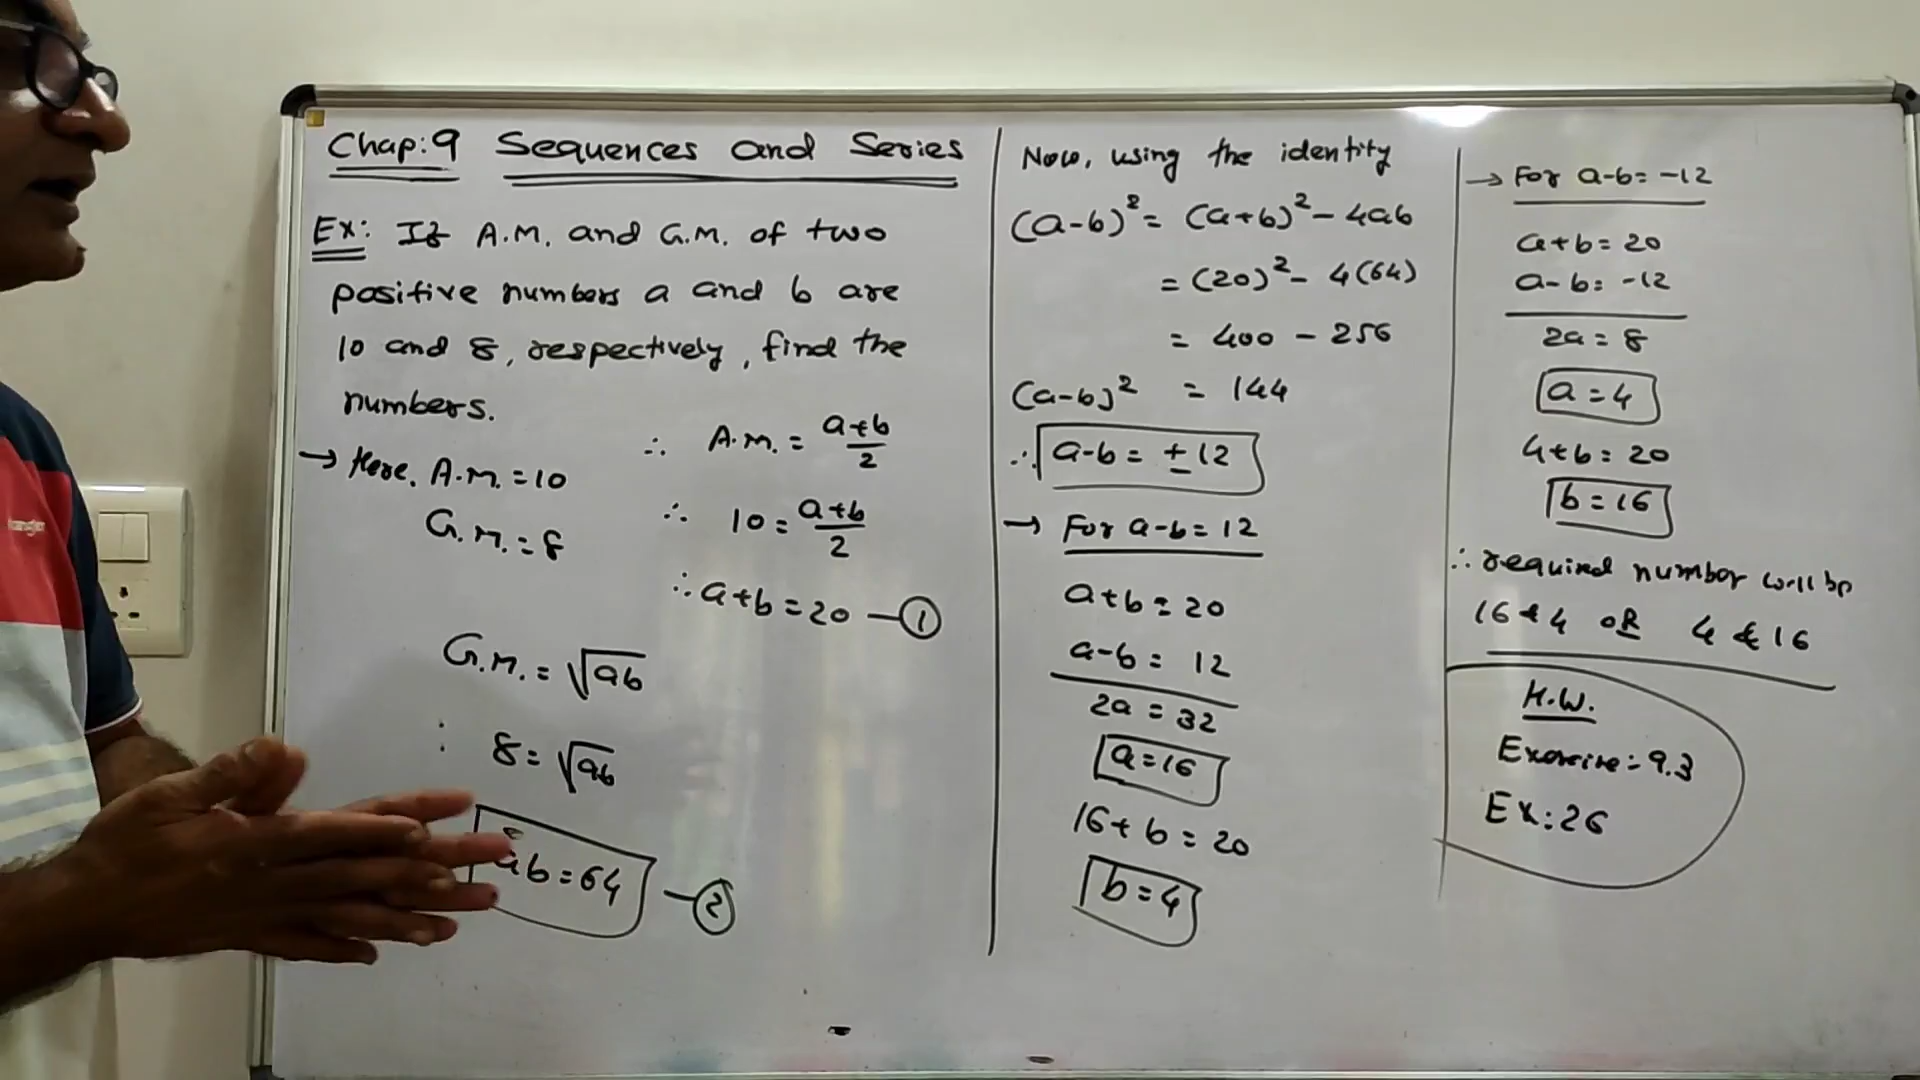 Chap:9 Sequences and Series
Ex: If A.M. and G.M. of two
positive numbers a and b are
10 and 8, respectively, find the
numbers.
→ Here, A.M. = 10
G.M. = 8
∴ A.M. = a+b/2
∴ 10 = a+b/2
∴ a+b = 20 —①
G.M. = √ab
: 8 = √ab
ab = 64 —②
Now, using the identity
(a-b)² = (a+b)² - 4ab
= (20)² - 4(64)
= 400 - 256
(a-b)² = 144
∴ a-b = ±12
→ For a-b = 12
a+b = 20
a-b = 12
2a = 32
a = 16
16+b = 20
b = 4
→ For a-b = -12
a+b = 20
a-b = -12
2a = 8
a = 4
4+b = 20
b = 16
∴ required number will be
16 & 4 OR 4 & 16
H.W.
Exercise: 9.3
Ex: 26